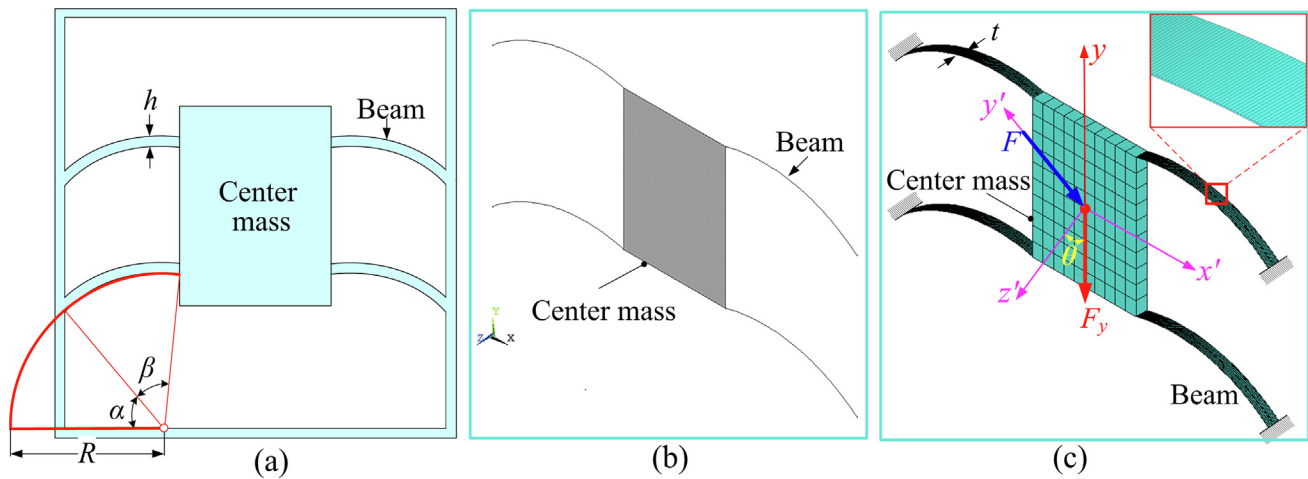 h
Beam
Center
mass
β
α
R
(a)
Beam
Center mass
Y
Z
X
(b)
t
y
y′
F
Center mass
θ
x′
z′
F_y
Beam
(c)